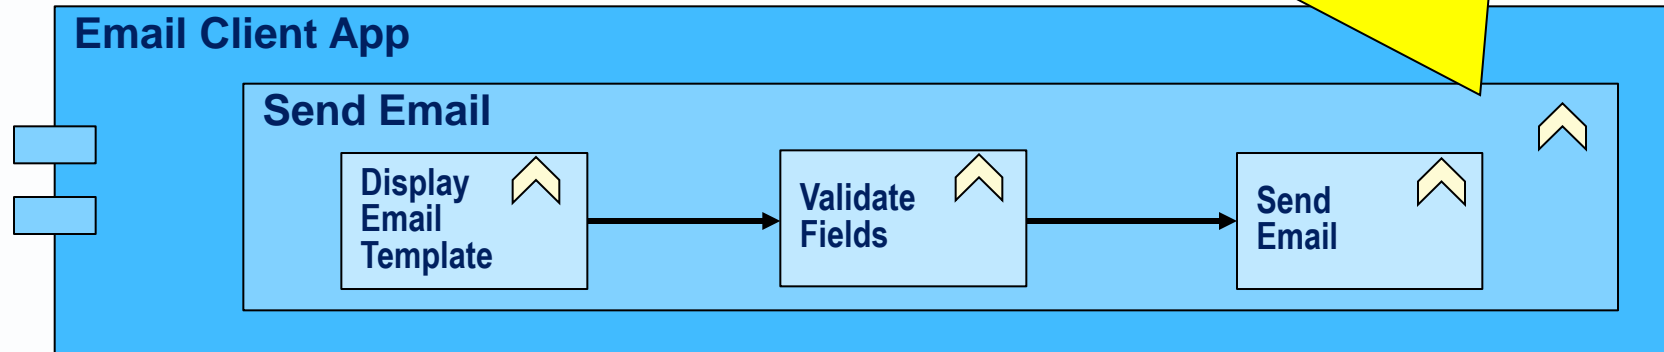 Email Client App
Send Email
Display
Email
Template
Validate
Fields
Send
Email